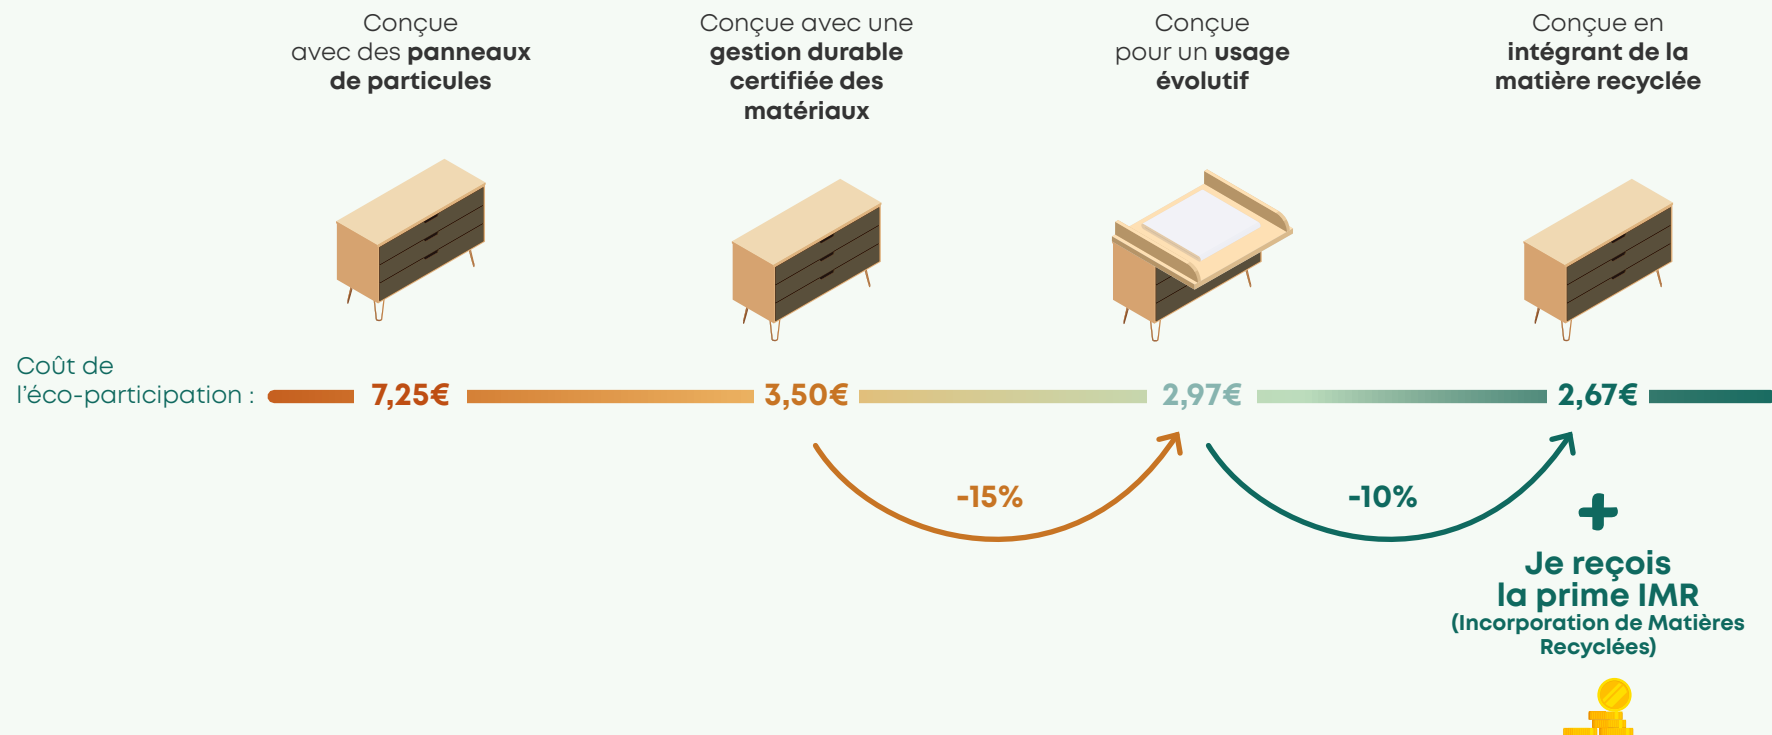 Conçue
avec des panneaux
de particules
Conçue avec une
gestion durable
certifiée des
matériaux
Conçue
pour un usage
évolutif
Conçue en
intégrant de la
matière recyclée
Coût de
l'éco-participation :
7,25€
3,50€
2,97€
2,67€
-15%
-10%
+
Je reçois
la prime IMR
(Incorporation de Matières
Recyclées)